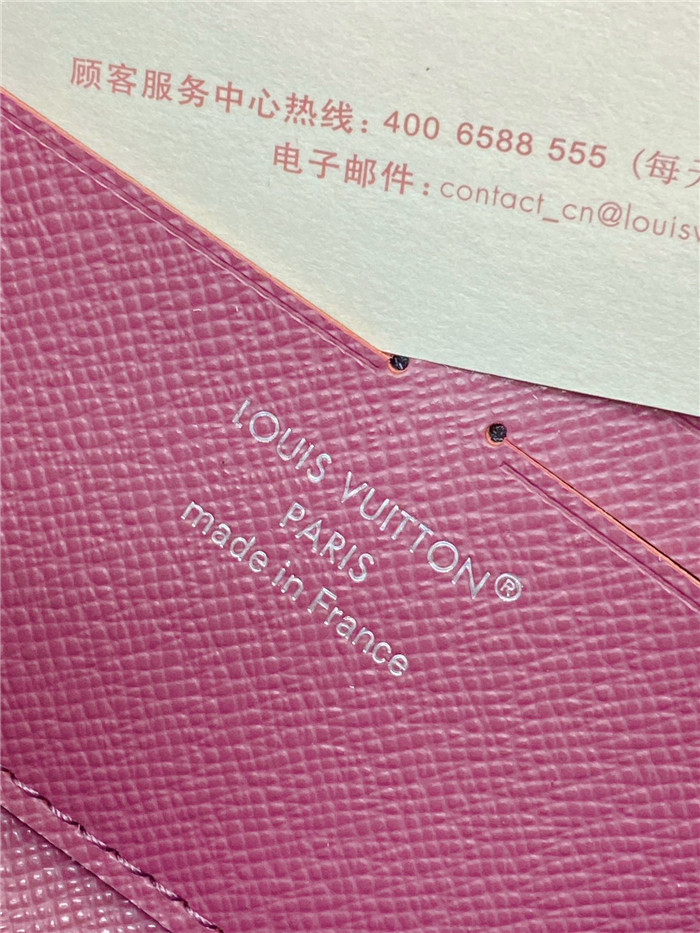 顾客服务中心热线: 400 6588 555 (每
电子邮件: contact_cn@louisv
LOUIS VUITTON®
PARIS
made in France